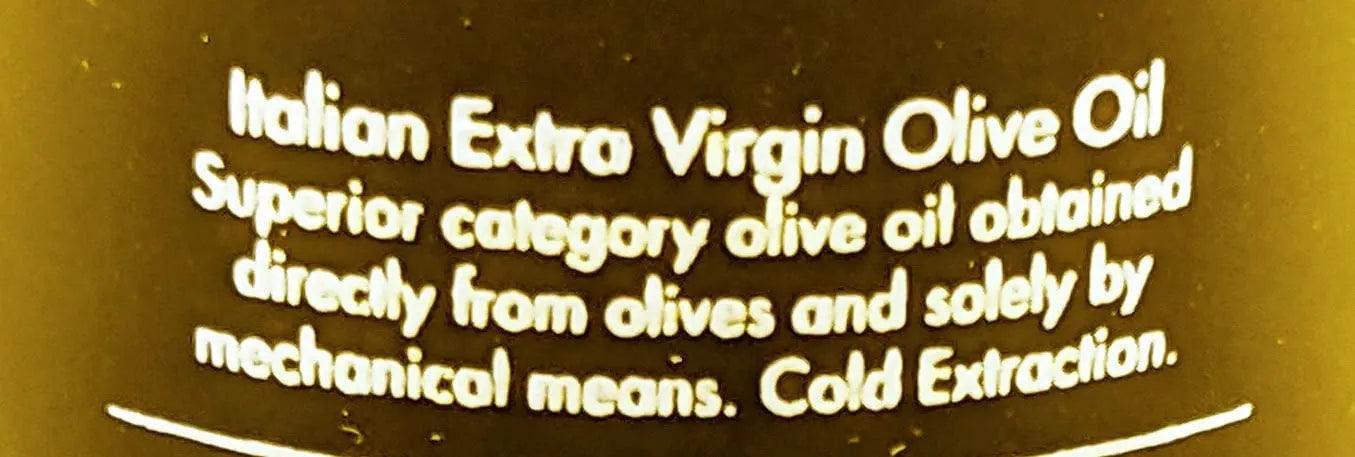 Italian Extra Virgin Olive Oil
Superior category olive oil obtained
directly from olives and solely by
mechanical means. Cold Extraction.